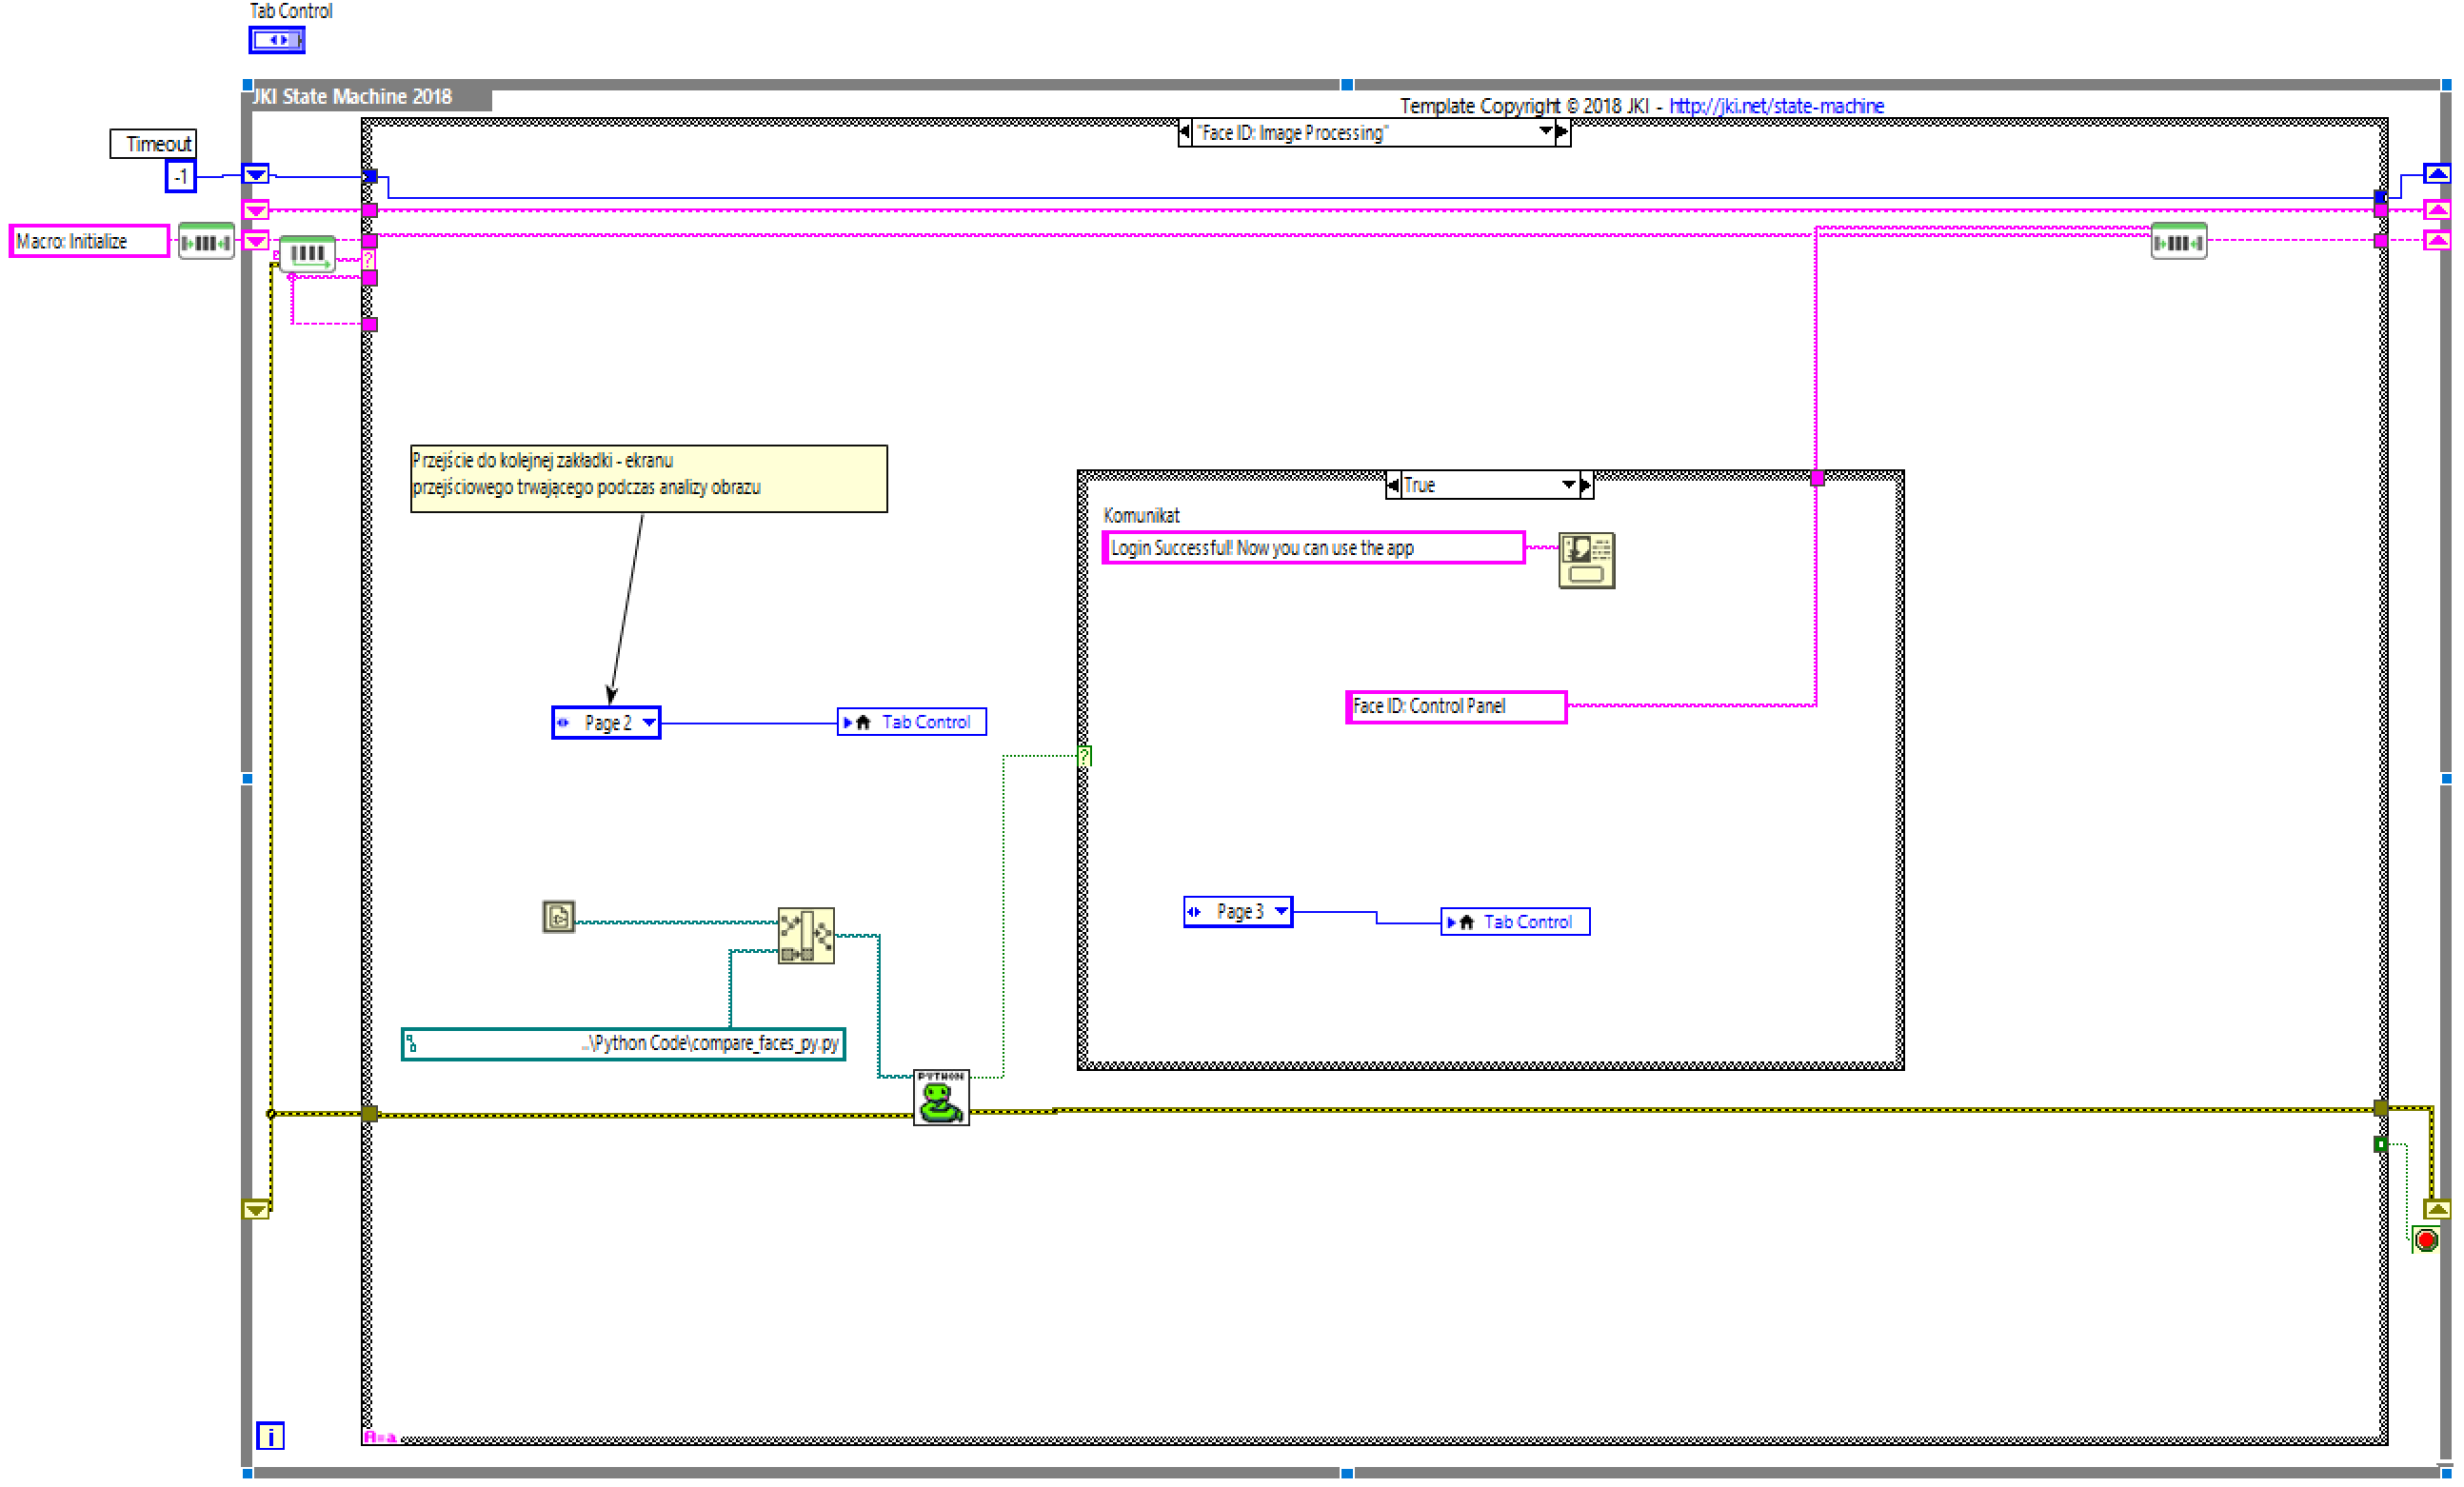 Tab Control
JKI State Machine 2018
Template Copyright © 2018 JKI - http://jki.net/state-machine
"Face ID: Image Processing"
Timeout
-1
Macro: Initialize
?
Przejście do kolejnej zakładki - ekranu
przejściowego trwającego podczas analizy obrazu
True
Komunikat
Login Successful! Now you can use the app
Face ID: Control Panel
Page 2
Tab Control
?
Page 3
Tab Control
..\Python Code\compare_faces_py.py
PYTHON
i
A=a